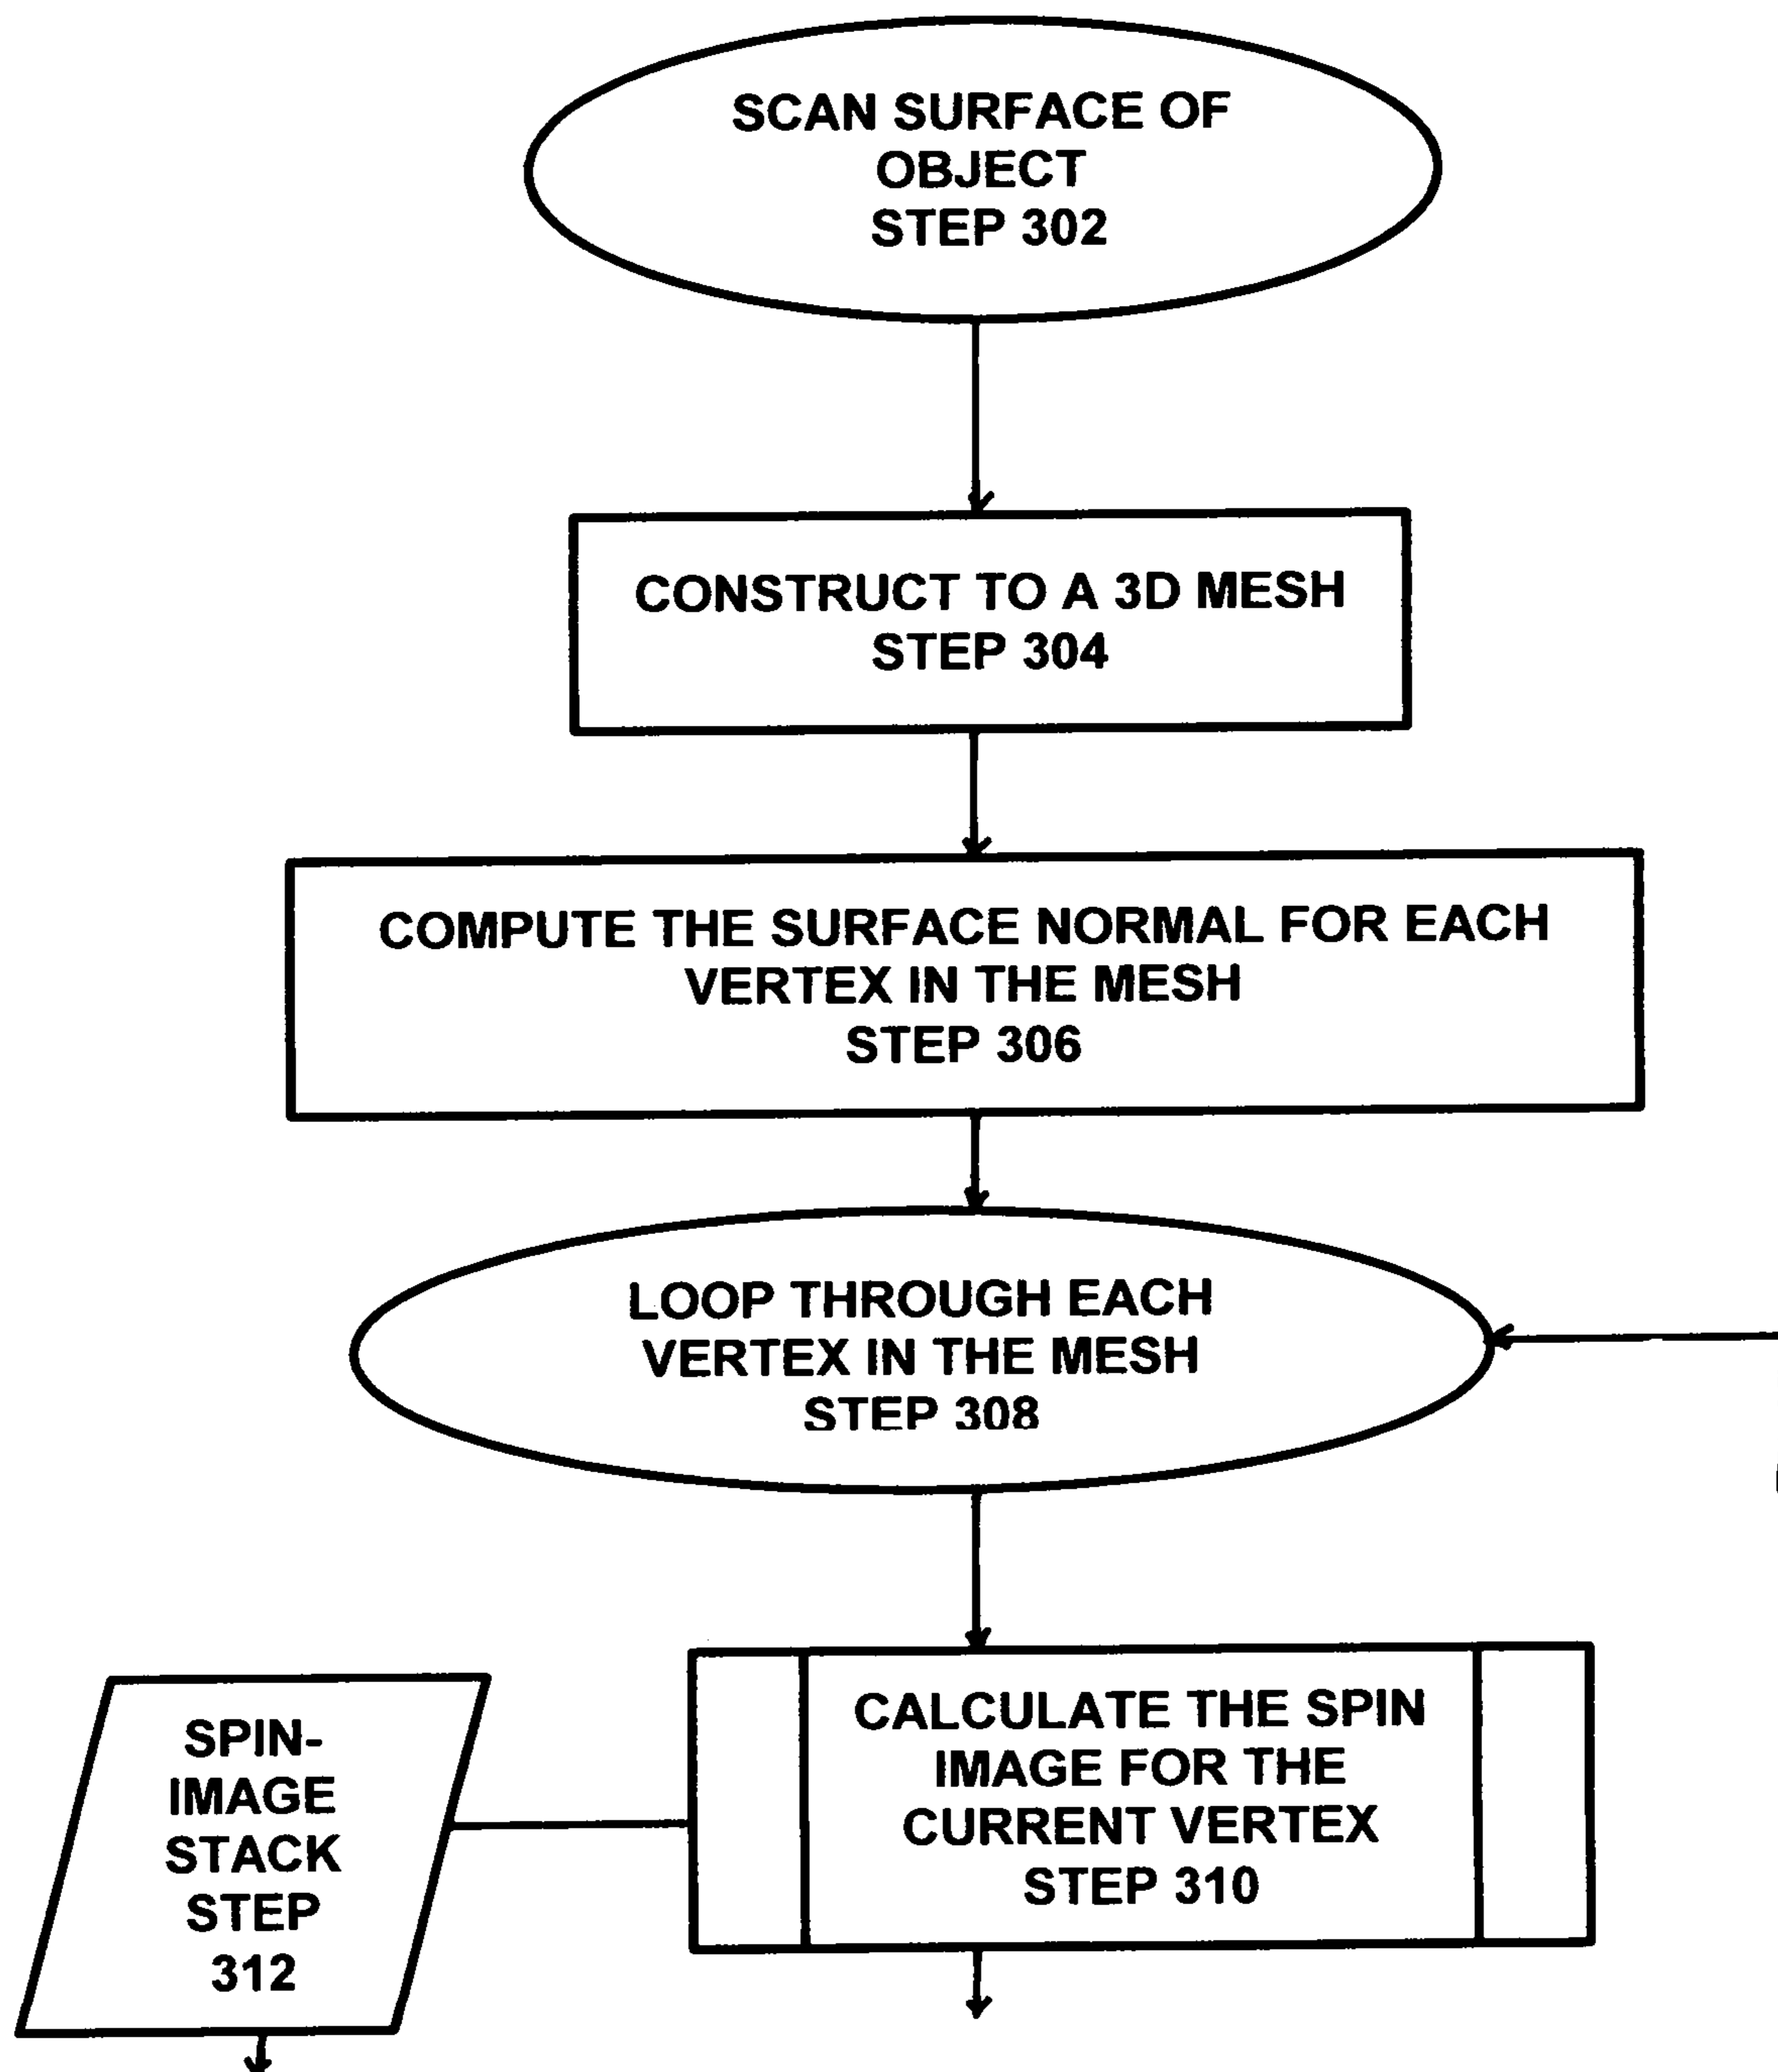 SCAN SURFACE OF
OBJECT
STEP 302
CONSTRUCT TO A 3D MESH
STEP 304
COMPUTE THE SURFACE NORMAL FOR EACH
VERTEX IN THE MESH
STEP 306
LOOP THROUGH EACH
VERTEX IN THE MESH
STEP 308
CALCULATE THE SPIN
IMAGE FOR THE
CURRENT VERTEX
STEP 310
SPIN-
IMAGE
STACK
STEP
312